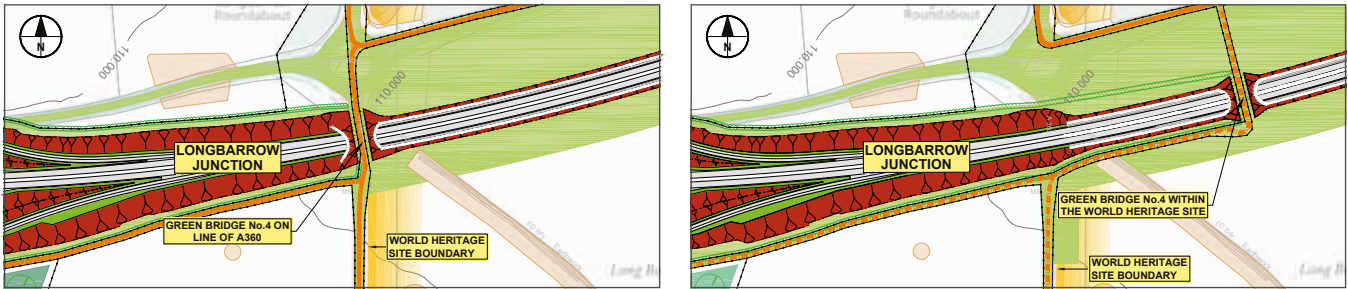 Roundabout
N
110.000
110.000
LONGBARROW
JUNCTION
GREEN BRIDGE No.4 ON
LINE OF A360
WORLD HERITAGE
SITE BOUNDARY
Roundabout
N
110.000
110.000
LONGBARROW
JUNCTION
GREEN BRIDGE No.4 WITHIN
THE WORLD HERITAGE SITE
WORLD HERITAGE
SITE BOUNDARY